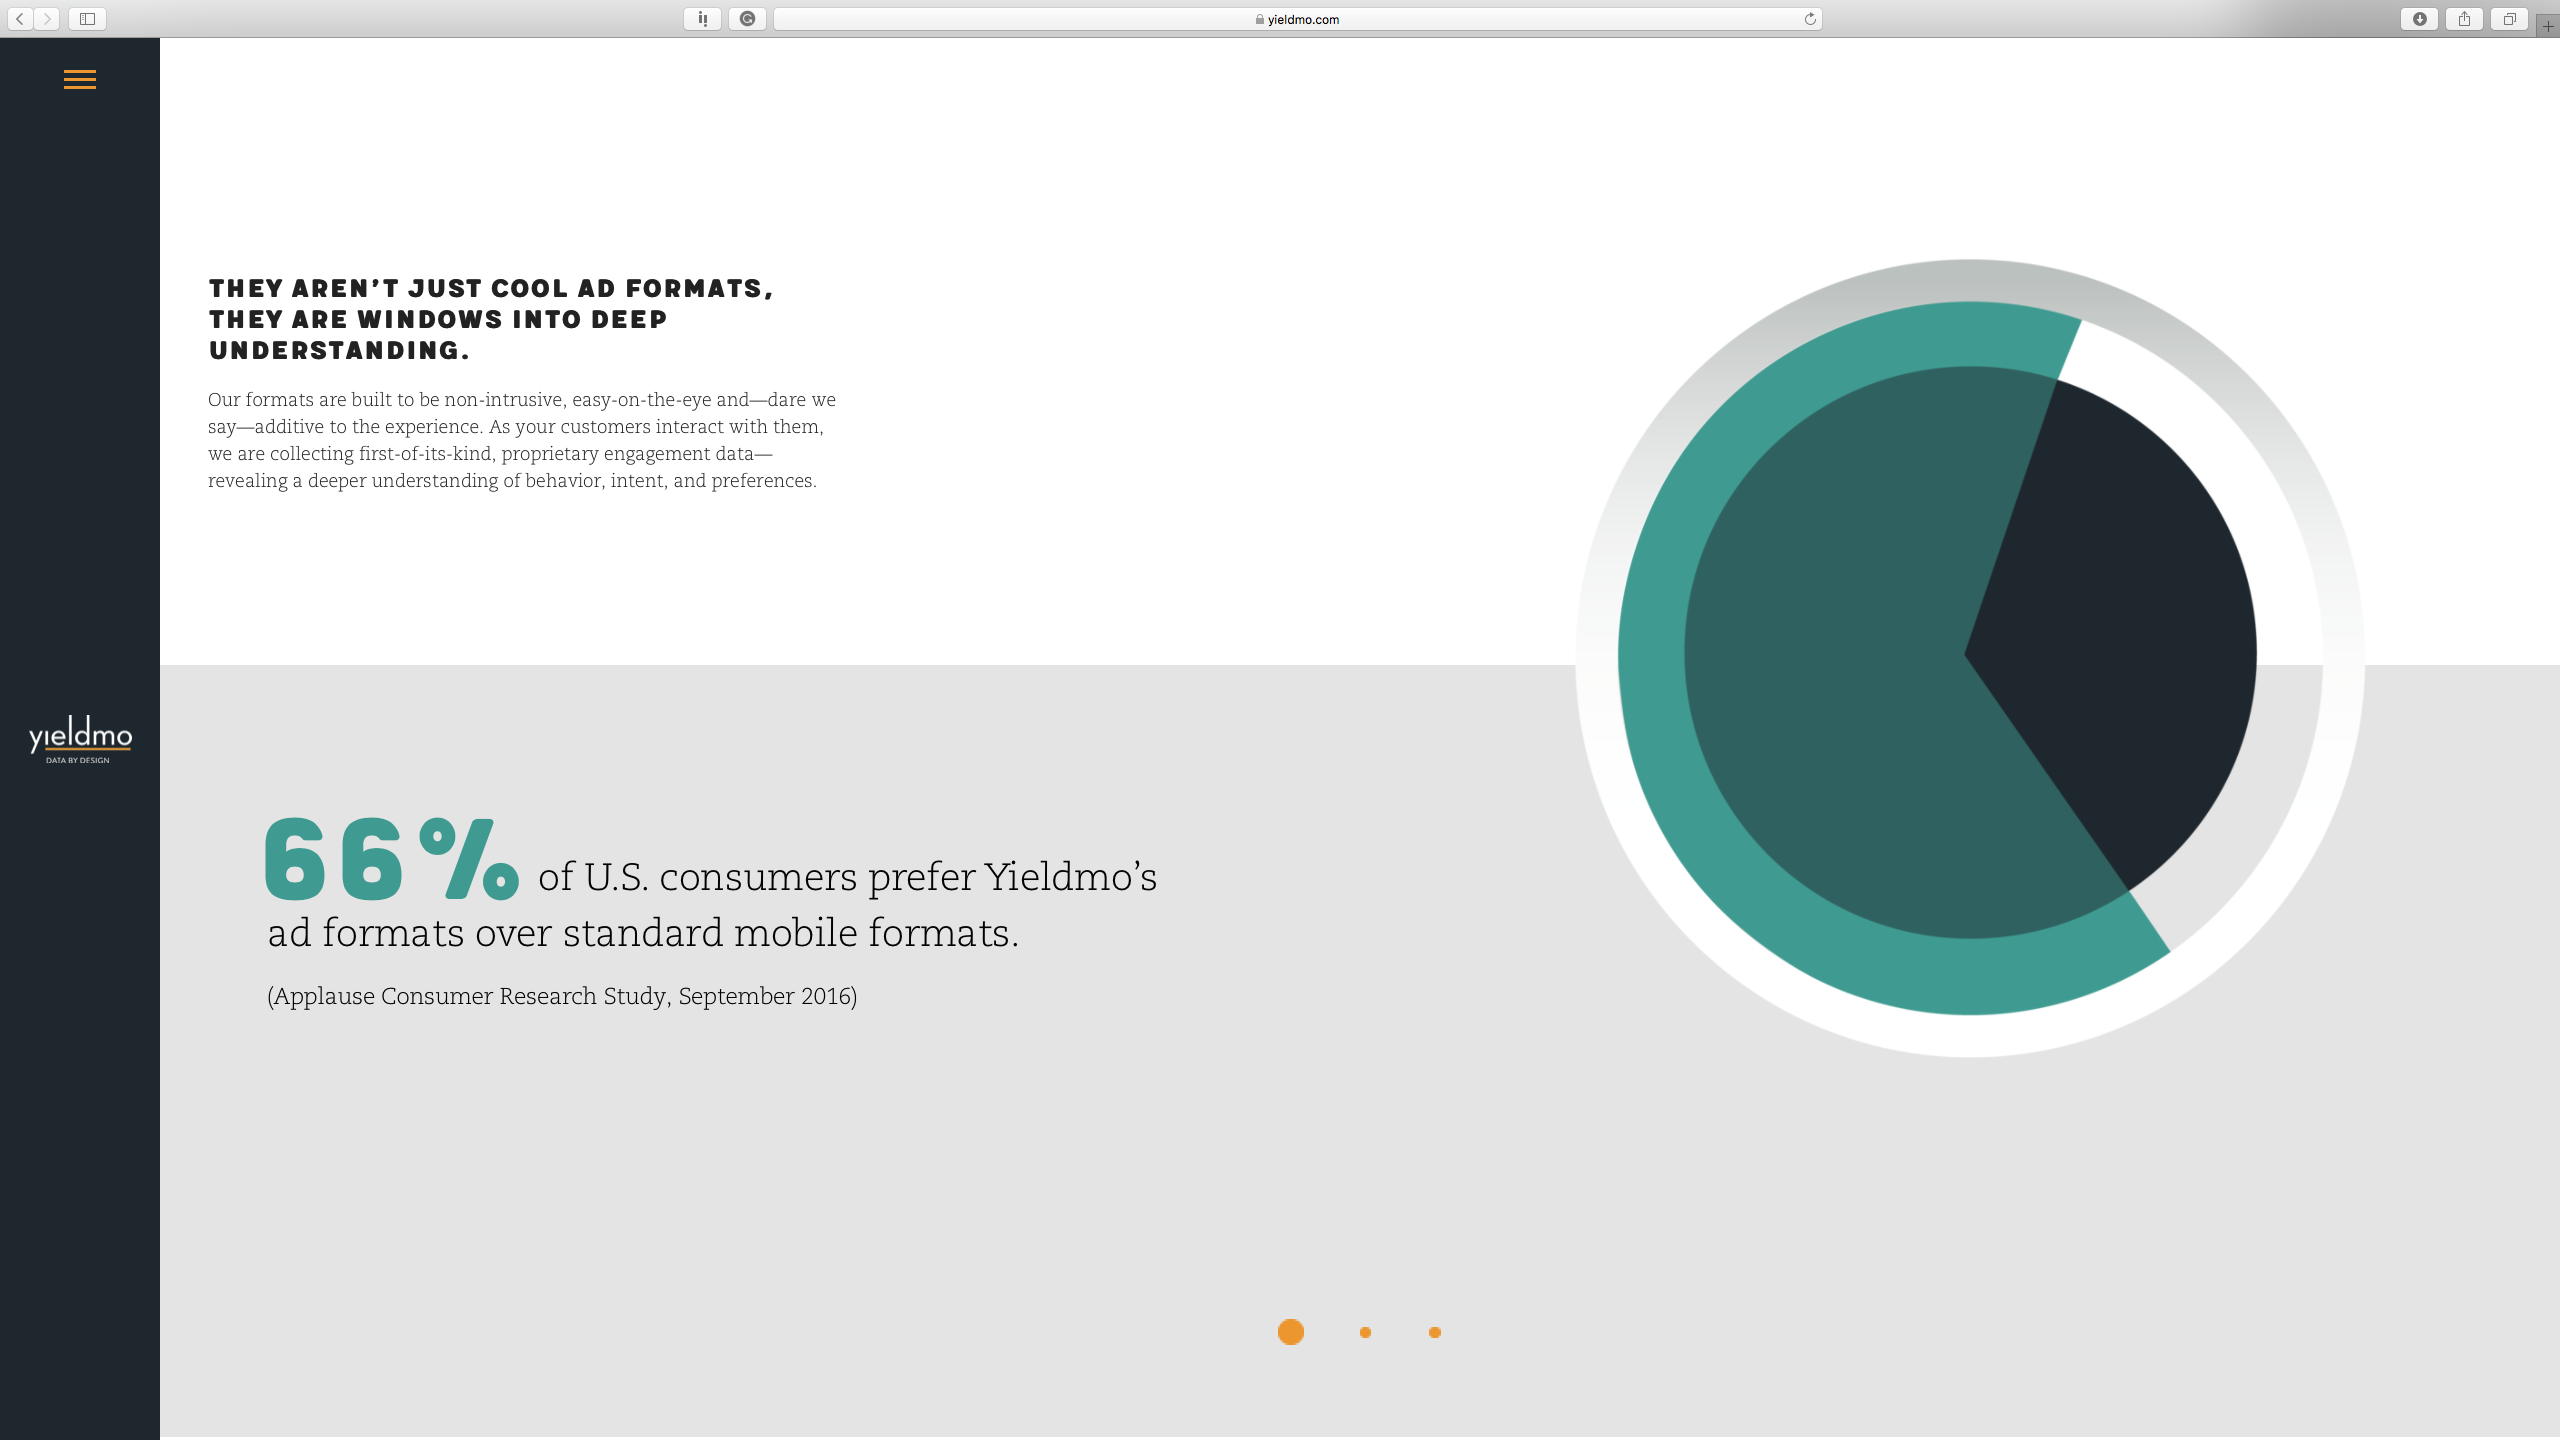 yieldmo.com
THEY AREN’T JUST COOL AD FORMATS,
THEY ARE WINDOWS INTO DEEP
UNDERSTANDING.
Our formats are built to be non-intrusive, easy-on-the-eye and—dare we
say—additive to the experience. As your customers interact with them,
we are collecting first-of-its-kind, proprietary engagement data—
revealing a deeper understanding of behavior, intent, and preferences.
yieldmo
DATA BY DESIGN
66% of U.S. consumers prefer Yieldmo’s
ad formats over standard mobile formats.
(Applause Consumer Research Study, September 2016)